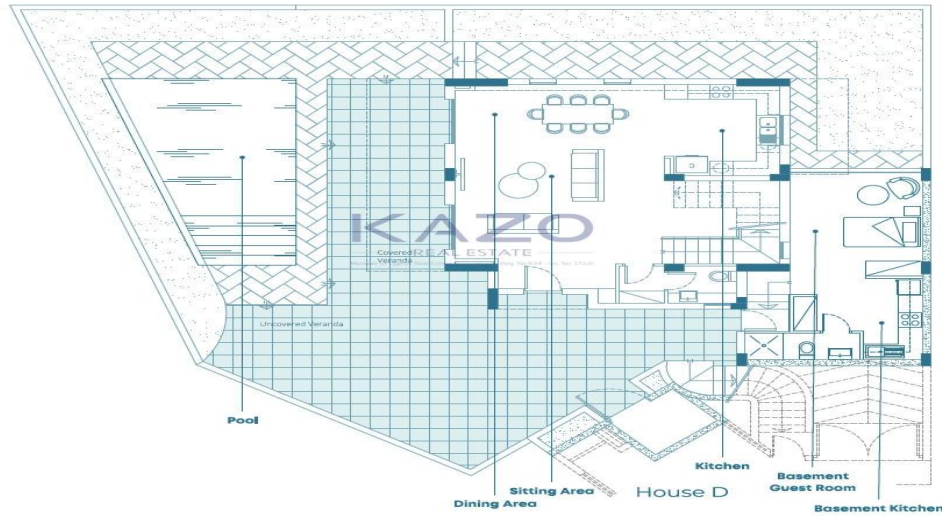 KAZO
REAL ESTATE
Covered
Veranda
Uncovered Veranda
Pool
Kitchen
Sitting Area
Dining Area
House D
Basement
Guest Room
Basement Kitchen